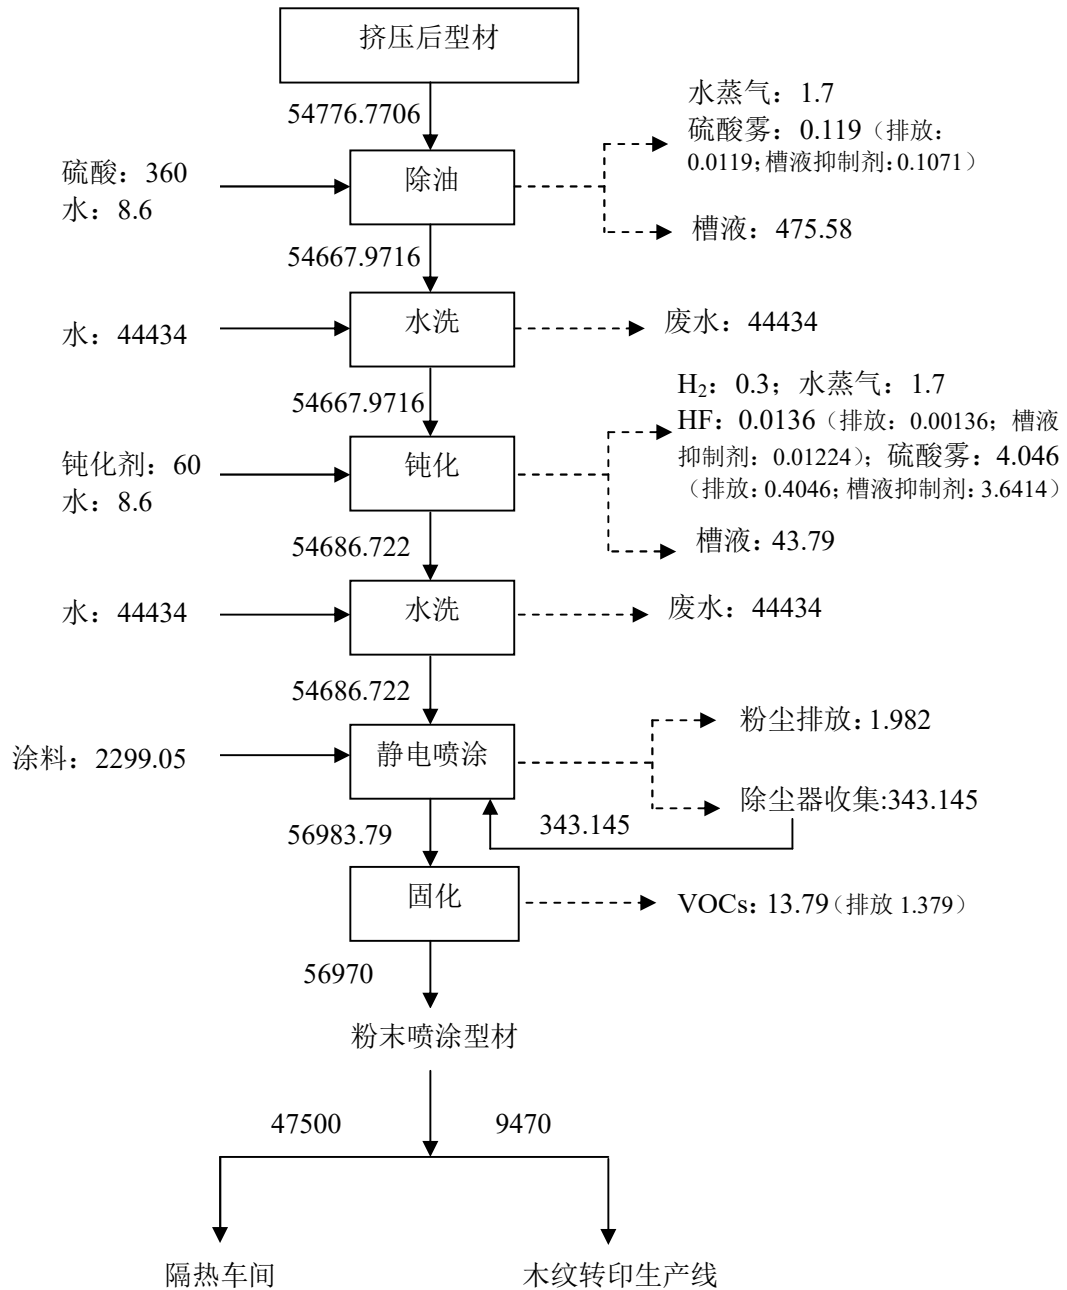 挤压后型材
54776.7706
水蒸气：1.7
硫酸雾：0.119（排放：
0.0119；槽液抑制剂：0.1071）
硫酸：360
水：8.6
除油
槽液：475.58
54667.9716
水：44434
水洗
废水：44434
54667.9716
H₂：0.3；水蒸气：1.7
HF：0.0136（排放：0.00136；槽液
抑制剂：0.01224）；硫酸雾：4.046
（排放：0.4046；槽液抑制剂：3.6414）
钝化剂：60
水：8.6
钝化
槽液：43.79
54686.722
水：44434
水洗
废水：44434
54686.722
粉尘排放：1.982
涂料：2299.05
静电喷涂
除尘器收集:343.145
343.145
56983.79
固化
VOCs：13.79（排放 1.379）
56970
粉末喷涂型材
47500
9470
隔热车间
木纹转印生产线